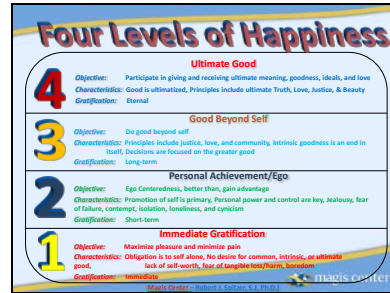 Four Levels of Happiness
Ultimate Good
4
Objective: Participate in giving and receiving ultimate meaning, goodness, ideals, and love
Characteristics: Good is ultimatized, Principles include ultimate Truth, Love, Justice, & Beauty
Gratification: Eternal
Good Beyond Self
3
Objective: Do good beyond self
Characteristics: Principles include justice, love, and community, Intrinsic goodness is an end in
itself, Decisions are focused on the greater good
Gratification: Long-term
Personal Achievement/Ego
2
Objective: Ego Centeredness, better than, gain advantage
Characteristics: Promotion of self is primary, Personal power and control are key, Jealousy, fear
of failure, contempt, isolation, loneliness, and cynicism
Gratification: Short-term
Immediate Gratification
1
Objective: Maximize pleasure and minimize pain
Characteristics: Obligation is to self alone, No desire for common, intrinsic, or ultimate
good, lack of self-worth, fear of tangible loss/harm, boredom
Gratification: Immediate
(Magis Center – Robert J. Spitzer, S.J. Ph.D.)
magis center